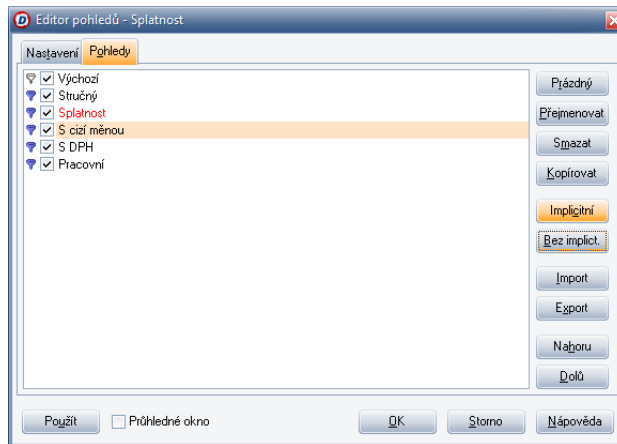 Editor pohledů - Splatnost
Nastavení Pohledy
Výchozí
Stručný
Splatnost
S cizí měnou
S DPH
Pracovní
Prázdný
Přejmenovat
Smazat
Kopírovat
Implicitní
Bez implict.
Import
Export
Nahoru
Dolů
Použít Průhledné okno OK Storno Nápověda